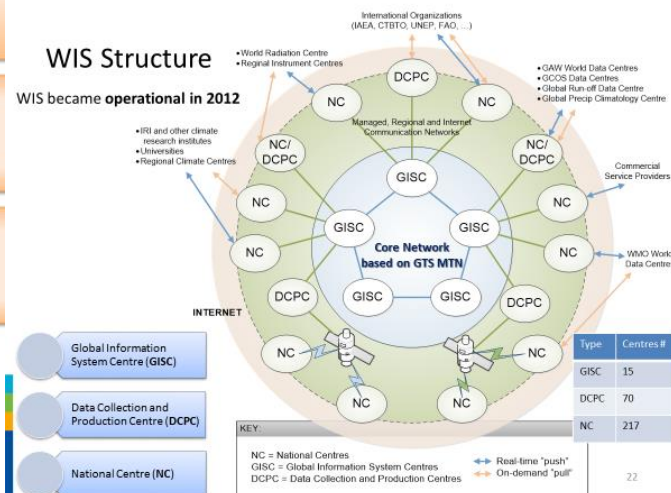 WIS Structure
WIS became operational in 2012
International Organizations
(IAEA, CTBTO, UNEP, FAO, ...)
• World Radiation Centre
• Reginal Instrument Centres
• GAW World Data Centres
• GCOS Data Centres
• Global Run-off Data Centre
• Global Precip Climatology Centre
• IRI and other climate
research institutes
• Universities
• Regional Climate Centres
Commercial
Service Providers
WMO World
Data Centre
DCPC
NC
NC
Managed, Regional and Internet
Communication Networks
NC/
DCPC
NC/
DCPC
GISC
NC
NC
GISC
GISC
NC
NC
Core Network
based on GTS MTN
DCPC
GISC
GISC
DCPC
INTERNET
NC
NC
NC
NC
Global Information
System Centre (GISC)
Data Collection and
Production Centre (DCPC)
National Centre (NC)
Type Centres #
GISC 15
DCPC 70
NC 217
KEY:
NC = National Centres
GISC = Global Information System Centres
DCPC = Data Collection and Production Centres
Real-time "push"
On-demand "pull"
22